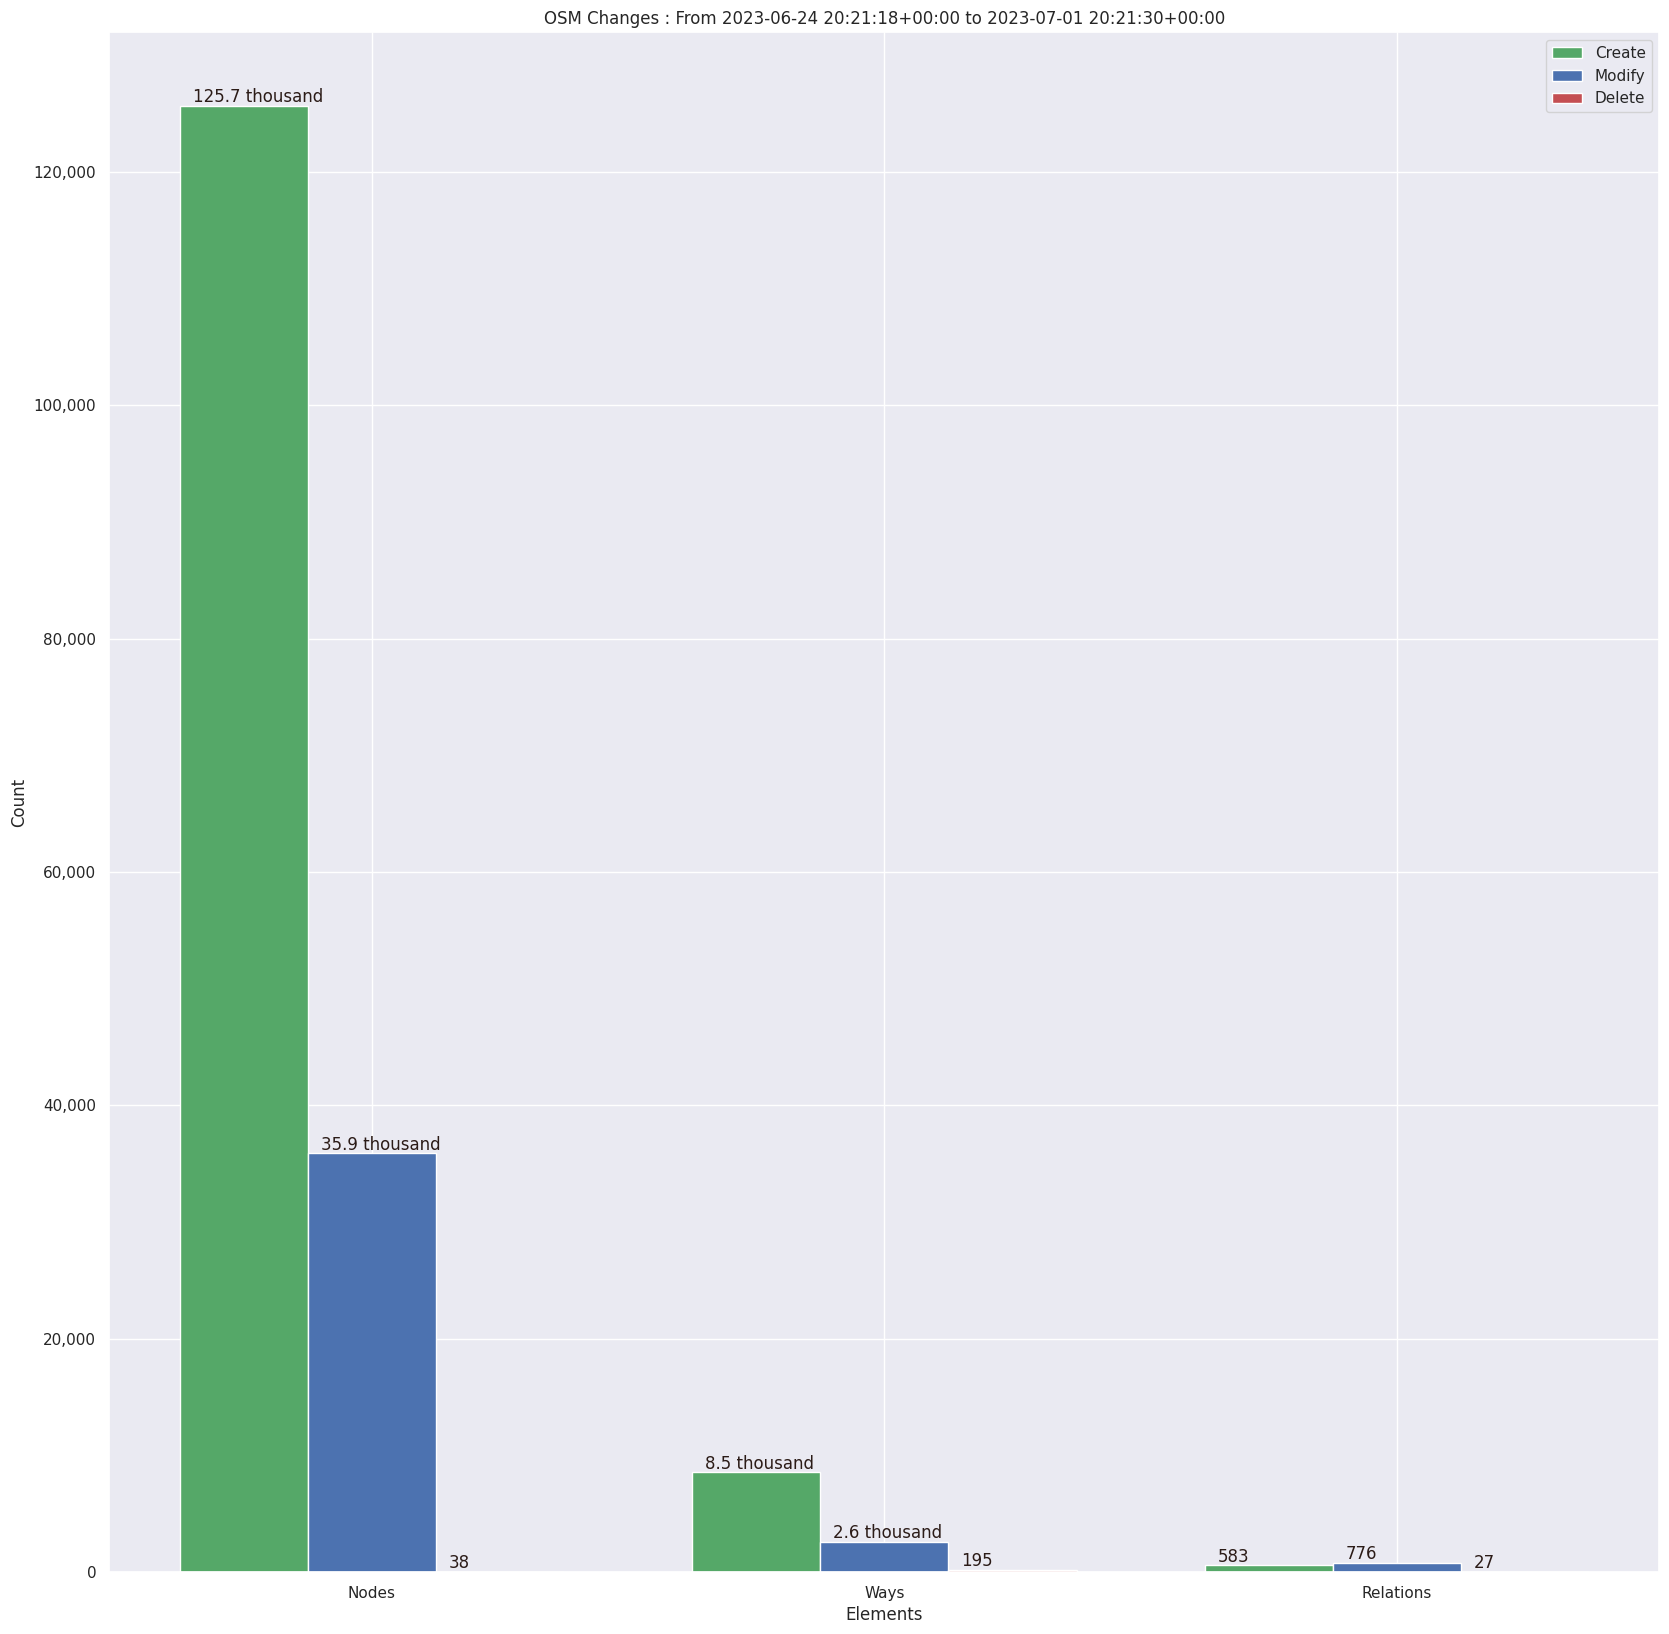 OSM Changes : From 2023-06-24 20:21:18+00:00 to 2023-07-01 20:21:30+00:00
Create
Modify
Delete
125.7 thousand
35.9 thousand
38
8.5 thousand
2.6 thousand
195
583
776
27
120,000
100,000
80,000
60,000
40,000
20,000
0
Count
Nodes
Ways
Relations
Elements